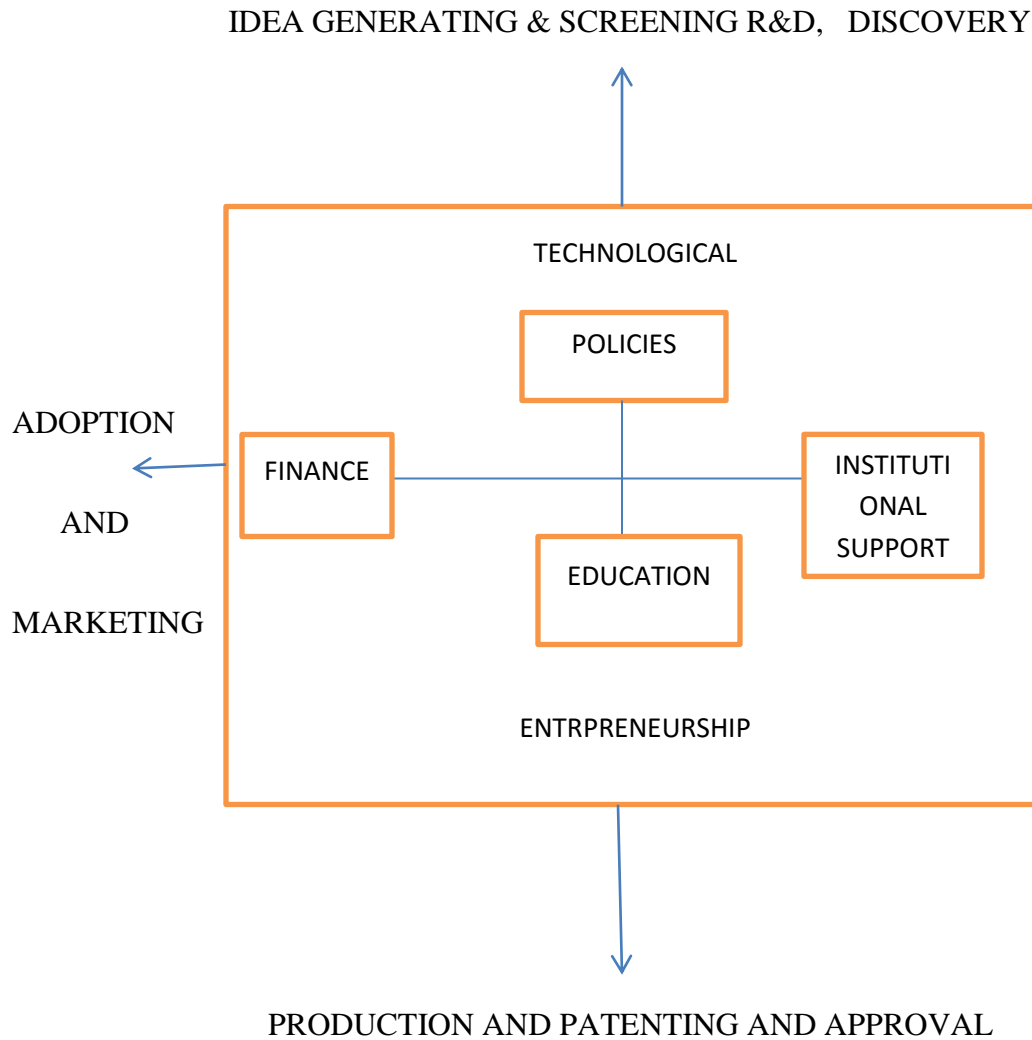 IDEA GENERATING & SCREENING R&D, DISCOVERY
TECHNOLOGICAL
POLICIES
ADOPTION
AND
MARKETING
FINANCE
INSTITUTI
ONAL
SUPPORT
EDUCATION
ENTRPRENEURSHIP
PRODUCTION AND PATENTING AND APPROVAL